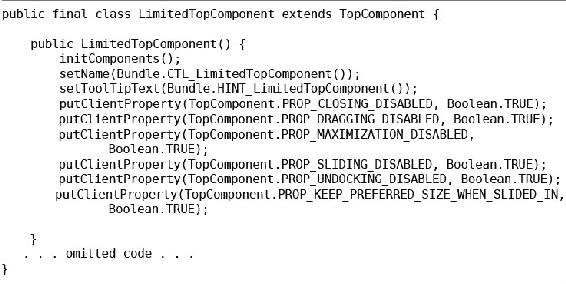 public final class LimitedTopComponent extends TopComponent {
public LimitedTopComponent() {
initComponents();
setName(Bundle.CTL_LimitedTopComponent());
setToolTipText(Bundle.HINT_LimitedTopComponent());
putClientProperty(TopComponent.PROP_CLOSING_DISABLED, Boolean.TRUE);
putClientProperty(TopComponent.PROP_DRAGGING_DISABLED, Boolean.TRUE);
putClientProperty(TopComponent.PROP_MAXIMIZATION_DISABLED,
Boolean.TRUE);
putClientProperty(TopComponent.PROP_SLIDING_DISABLED, Boolean.TRUE);
putClientProperty(TopComponent.PROP_UNDOCKING_DISABLED, Boolean.TRUE);
putClientProperty(TopComponent.PROP_KEEP_PREFERRED_SIZE_WHEN_SLIDED_IN,
Boolean.TRUE);
}
. . . omitted code . . .
}